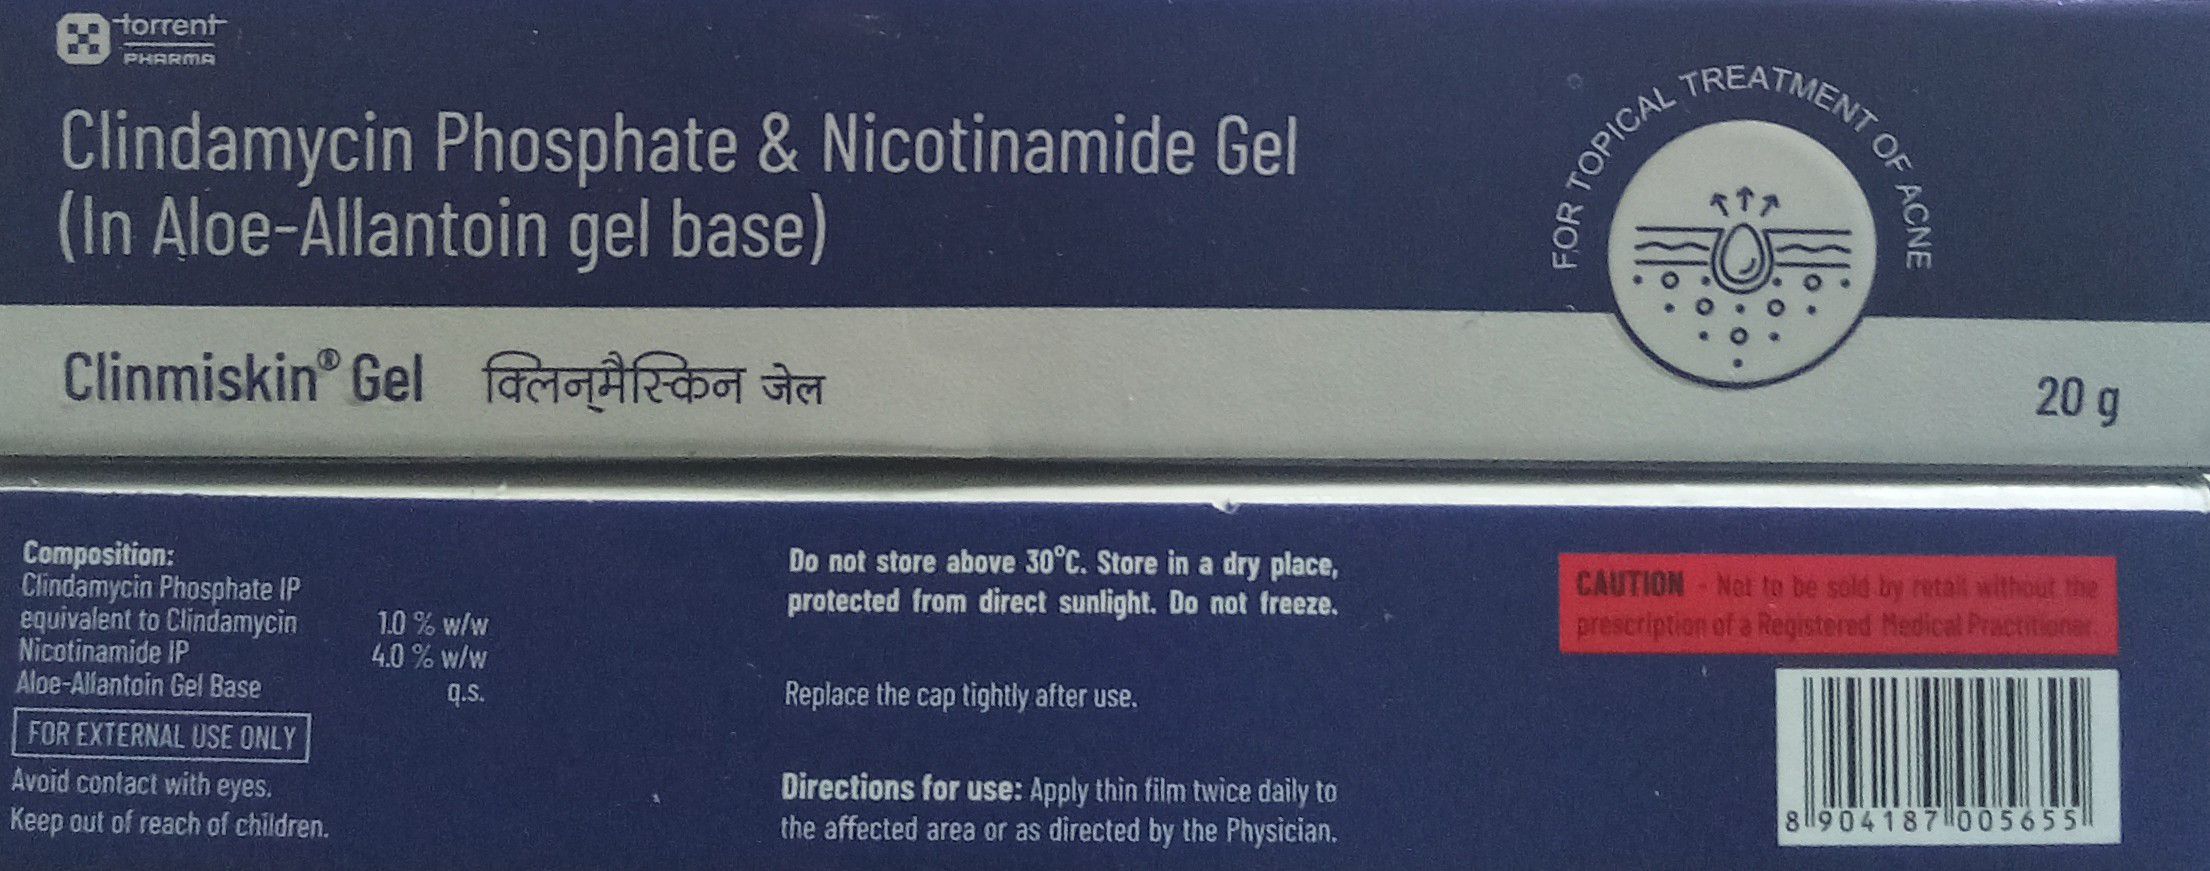 torrent
PHARMA
Clindamycin Phosphate & Nicotinamide Gel
(In Aloe-Allantoin gel base)
FOR TOPICAL TREATMENT OF ACNE
Clinmiskin® Gel क्लिन्मैस्किन जेल
20 g
Composition:
Clindamycin Phosphate IP
equivalent to Clindamycin 1.0 % w/w
Nicotinamide IP 4.0 % w/w
Aloe-Allantoin Gel Base q.s.
FOR EXTERNAL USE ONLY
Avoid contact with eyes.
Keep out of reach of children.
Do not store above 30°C. Store in a dry place,
protected from direct sunlight. Do not freeze.
Replace the cap tightly after use.
Directions for use: Apply thin film twice daily to
the affected area or as directed by the Physician.
CAUTION - Not to be sold by retail without the
prescription of a Registered Medical Practitioner
8 904187 005655